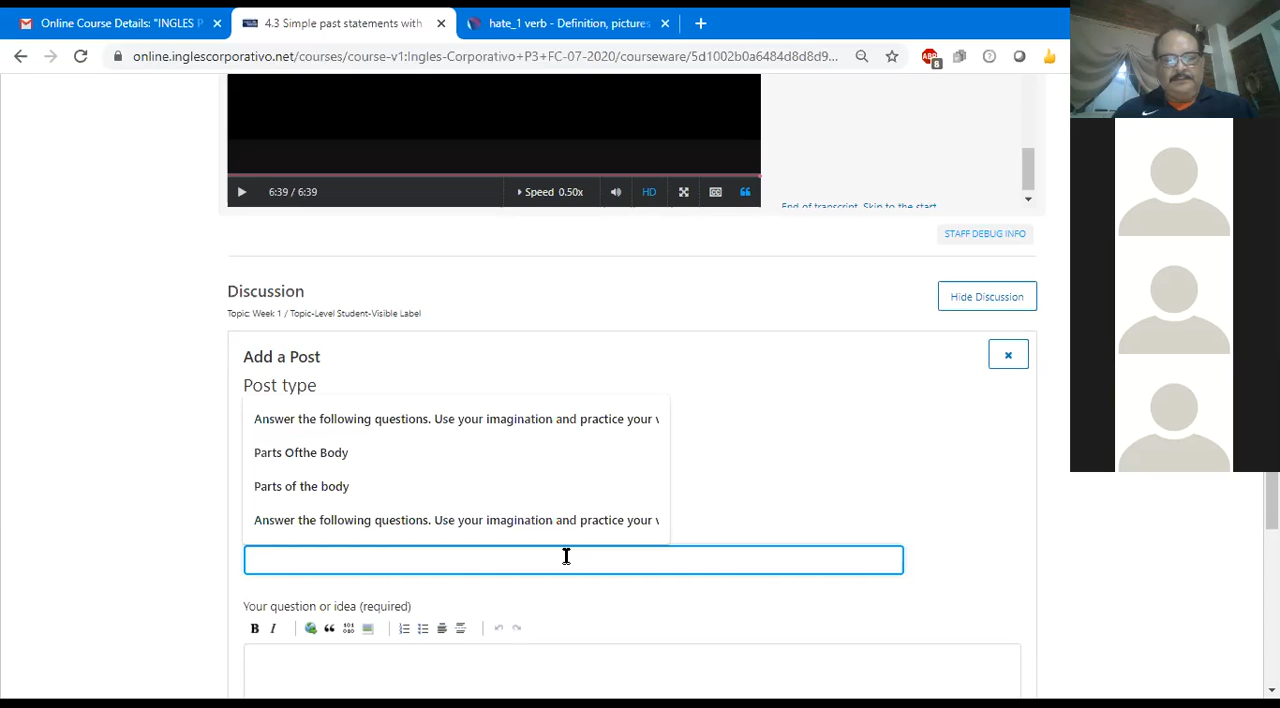 Online Course Details: "INGLES P
4.3 Simple past statements with
hate_1 verb - Definition, pictures
online.inglescorporativo.net/courses/course-v1:Ingles-Corporativo+P3+FC-07-2020/courseware/5d1002b0a6484d8d8d9...
ABP
8
6:39 / 6:39
Speed 0.50x
HD
End of transcript. Skip to the start.
STAFF DEBUG INFO
Discussion
Hide Discussion
Topic: Week 1 / Topic-Level Student-Visible Label
Add a Post
Post type
Answer the following questions. Use your imagination and practice your v
Parts Ofthe Body
Parts of the body
Answer the following questions. Use your imagination and practice your v
Your question or idea (required)
B I